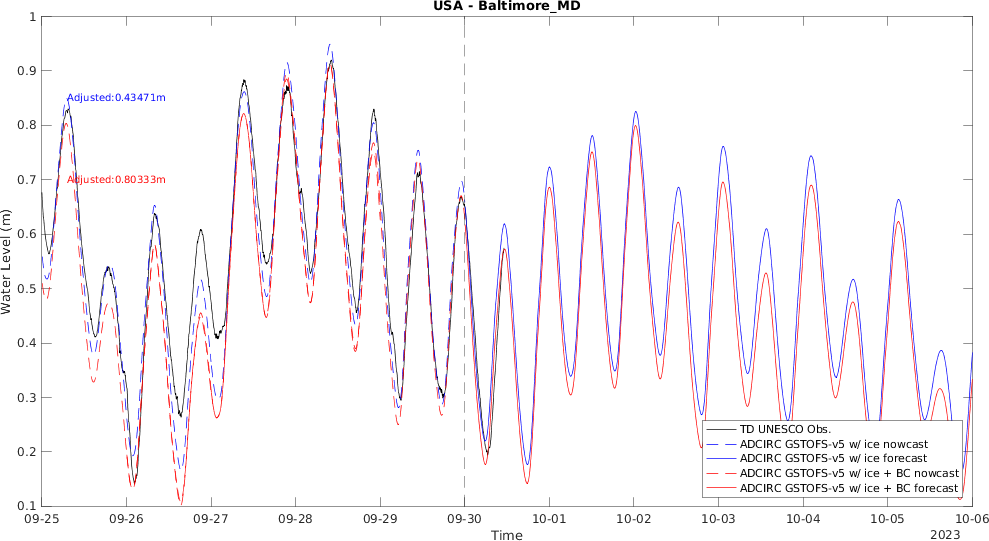 USA - Baltimore_MD
1
0.9
0.8
0.7
0.6
0.5
0.4
0.3
0.2
0.1
Water Level (m)
Adjusted:0.43471m
Adjusted:0.80333m
TD UNESCO Obs.
ADCIRC GSTOFS-v5 w/ ice nowcast
ADCIRC GSTOFS-v5 w/ ice forecast
ADCIRC GSTOFS-v5 w/ ice + BC nowcast
ADCIRC GSTOFS-v5 w/ ice + BC forecast
09-25 09-26 09-27 09-28 09-29 09-30 10-01 10-02 10-03 10-04 10-05 10-06
Time
2023